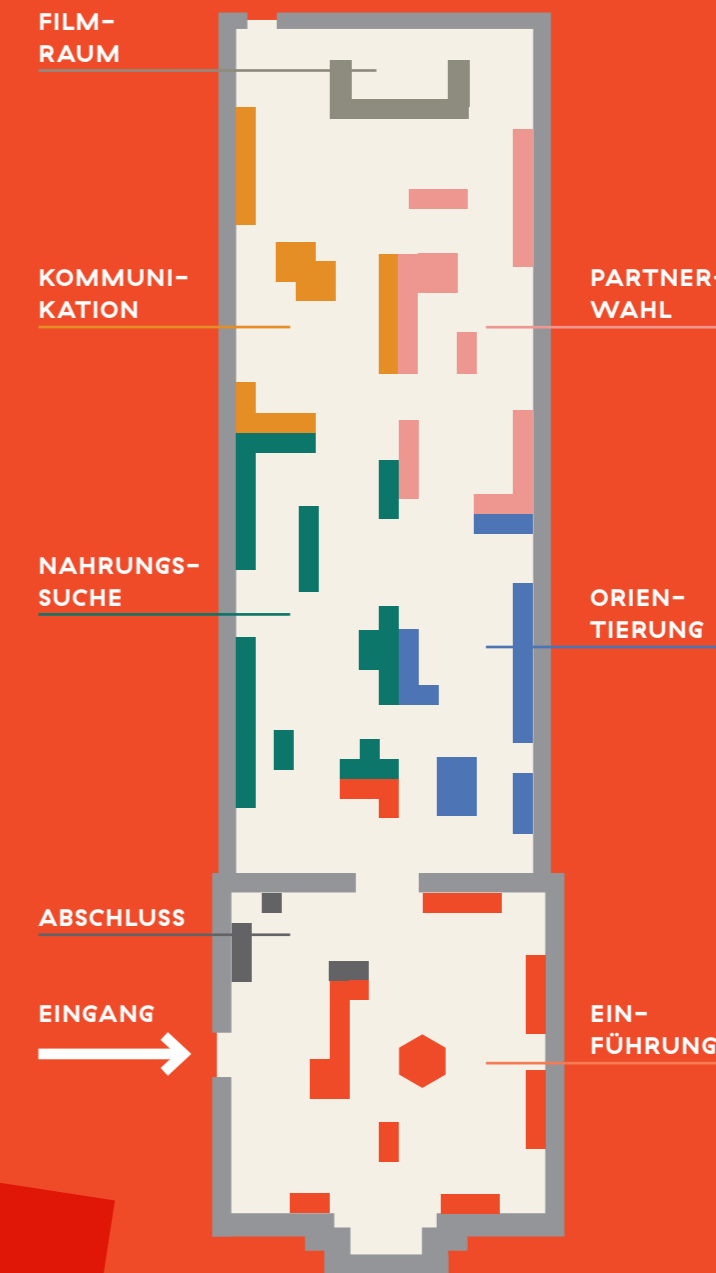 FILM-
RAUM
KOMMUNI-
KATION
PARTNER-
WAHL
NAHRUNGS-
SUCHE
ORIEN-
TIERUNG
ABSCHLUSS
EINGANG
EIN-
FÜHRUNG